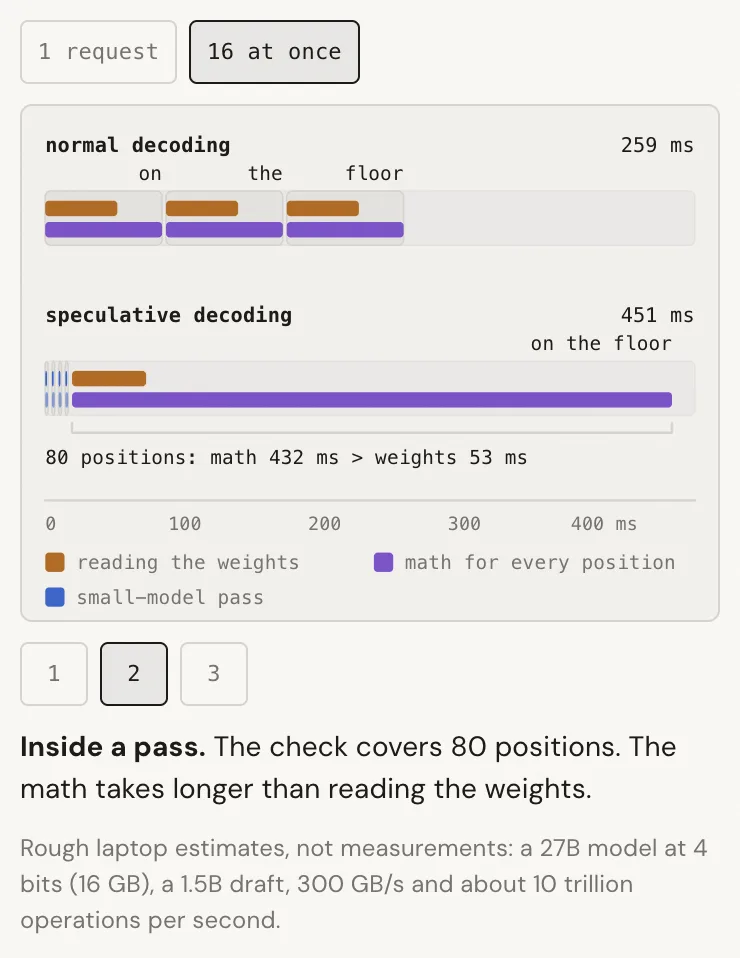 1 request 16 at once
normal decoding 259 ms
on the floor
speculative decoding 451 ms
on the floor
80 positions: math 432 ms > weights 53 ms
0 100 200 300 400 ms
reading the weights math for every position
small-model pass
1 2 3
Inside a pass. The check covers 80 positions. The
math takes longer than reading the weights.
Rough laptop estimates, not measurements: a 27B model at 4
bits (16 GB), a 1.5B draft, 300 GB/s and about 10 trillion
operations per second.